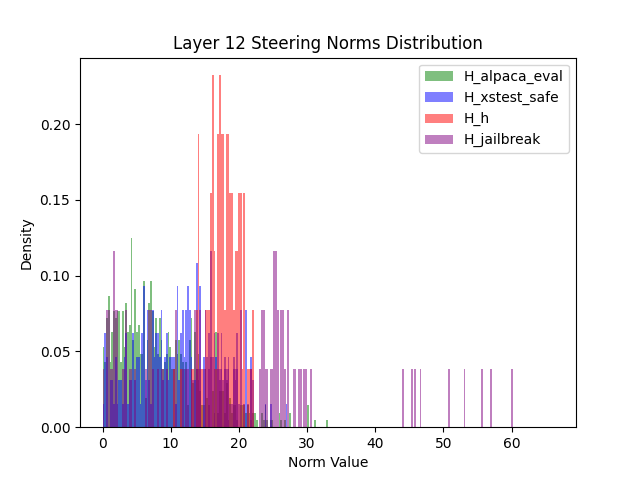 Layer 12 Steering Norms Distribution
H_alpaca_eval
H_xstest_safe
H_h
H_jailbreak
Density
0.20
0.15
0.10
0.05
0.00
0 10 20 30 40 50 60
Norm Value